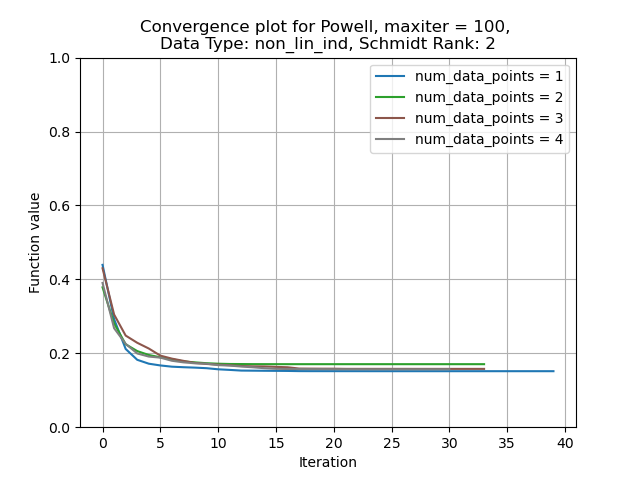 Convergence plot for Powell, maxiter = 100,
Data Type: non_lin_ind, Schmidt Rank: 2
1.0
0.8
0.6
0.4
0.2
0.0
Function value
num_data_points = 1
num_data_points = 2
num_data_points = 3
num_data_points = 4
0 5 10 15 20 25 30 35 40
Iteration